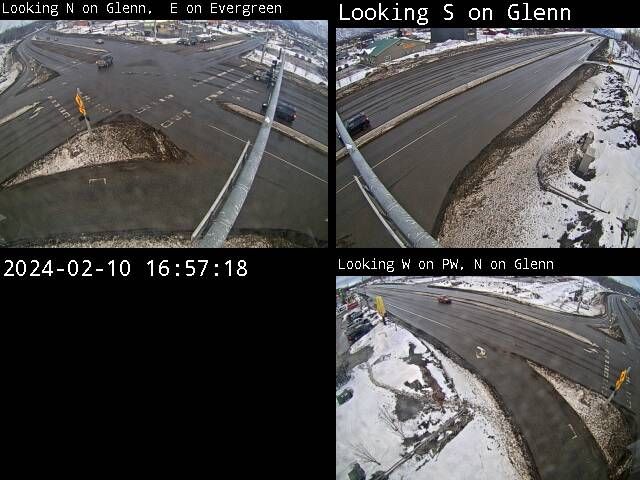 Looking N on Glenn,  E on Evergreen
Looking S on Glenn
2024-02-10 16:57:18
Looking W on PW, N on Glenn